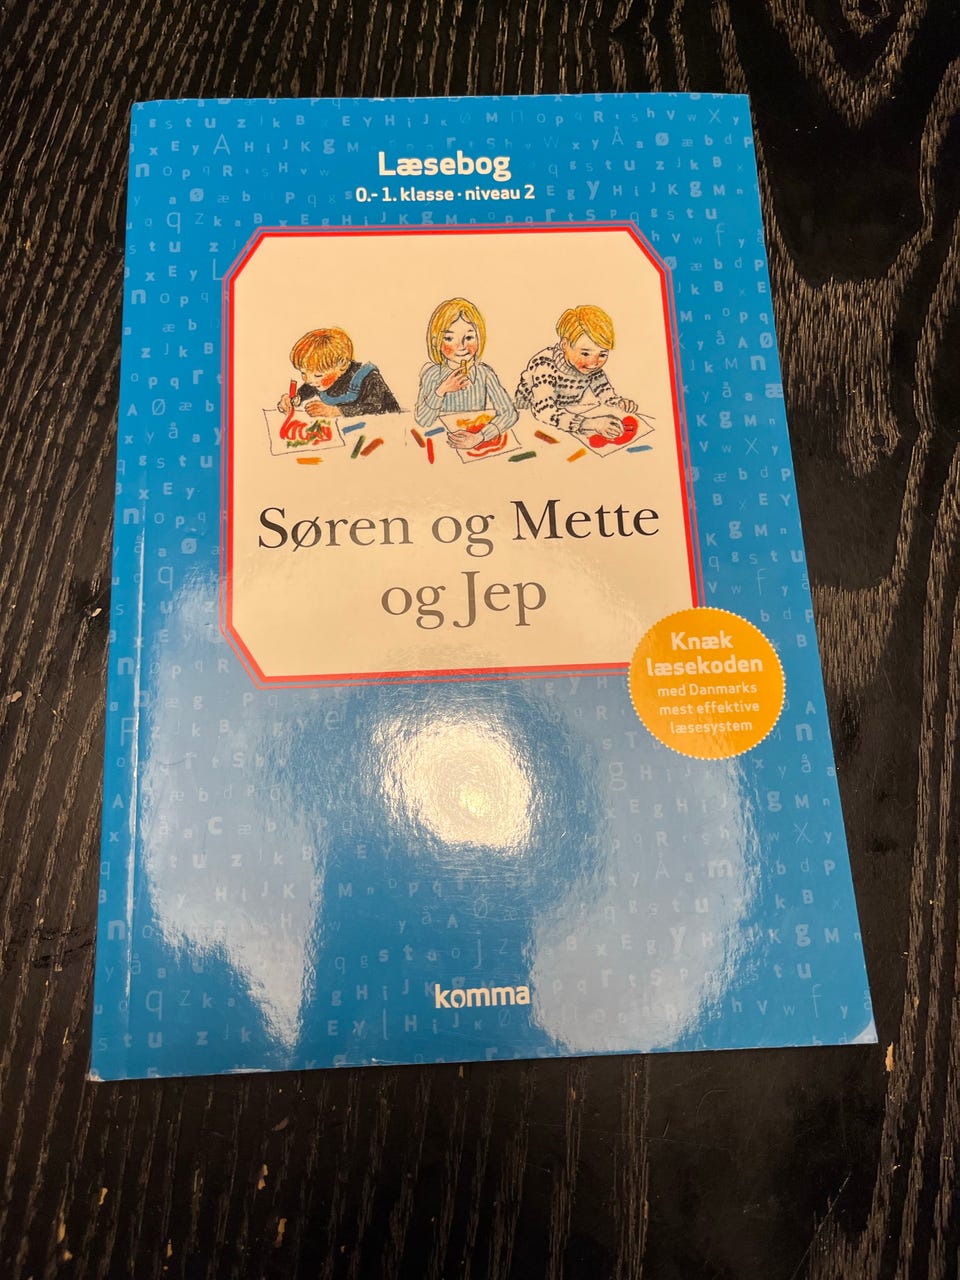 Læsebog
0.- 1. klasse · niveau 2
Søren og Mette
og Jep
Knæk
læsekoden
med Danmarks
mest effektive
læsesystem
komma